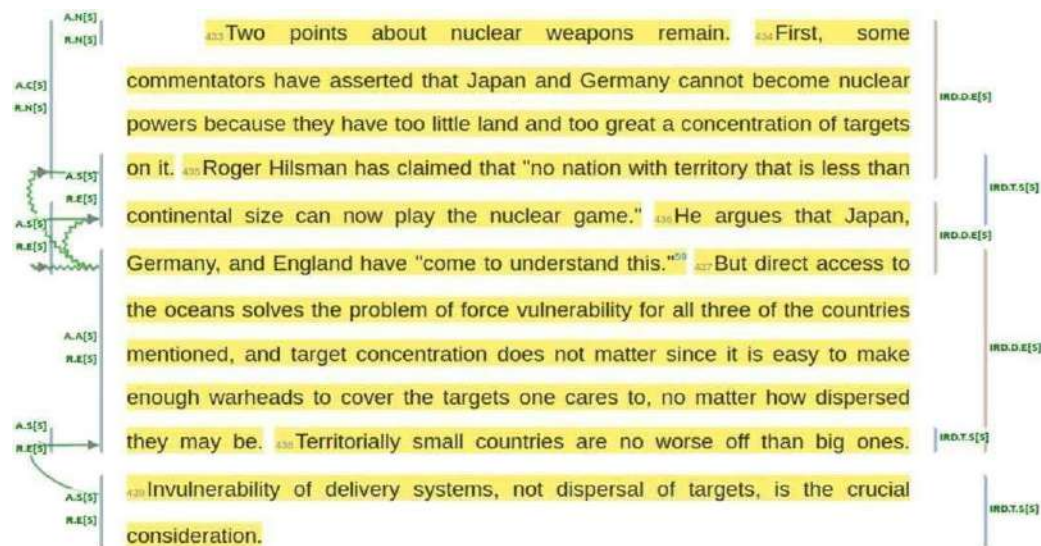 A.N[S]
R.N[S]
433 Two points about nuclear weapons remain. 434 First, some
commentators have asserted that Japan and Germany cannot become nuclear
A.C[S]
R.N[S]
IRD.D.E[S]
powers because they have too little land and too great a concentration of targets
on it. 435 Roger Hilsman has claimed that "no nation with territory that is less than
A.S[S]
R.E[S]
IRD.T.S[S]
continental size can now play the nuclear game." 436 He argues that Japan,
A.S[S]
R.E[S]
IRD.D.E[S]
Germany, and England have "come to understand this."59 437 But direct access to
the oceans solves the problem of force vulnerability for all three of the countries
A.A[S]
R.E[S]
IRD.D.E[S]
mentioned, and target concentration does not matter since it is easy to make
enough warheads to cover the targets one cares to, no matter how dispersed
A.S[S]
R.E[S]
they may be. 438 Territorially small countries are no worse off than big ones.
IRD.T.S[S]
439 Invulnerability of delivery systems, not dispersal of targets, is the crucial
A.S[S]
R.E[S]
IRD.T.S[S]
consideration.